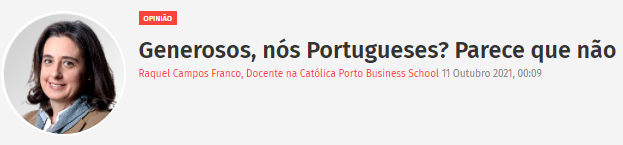 OPINIÃO
Generosos, nós Portugueses? Parece que não
Raquel Campos Franco, Docente na Católica Porto Business School 11 Outubro 2021, 00:09